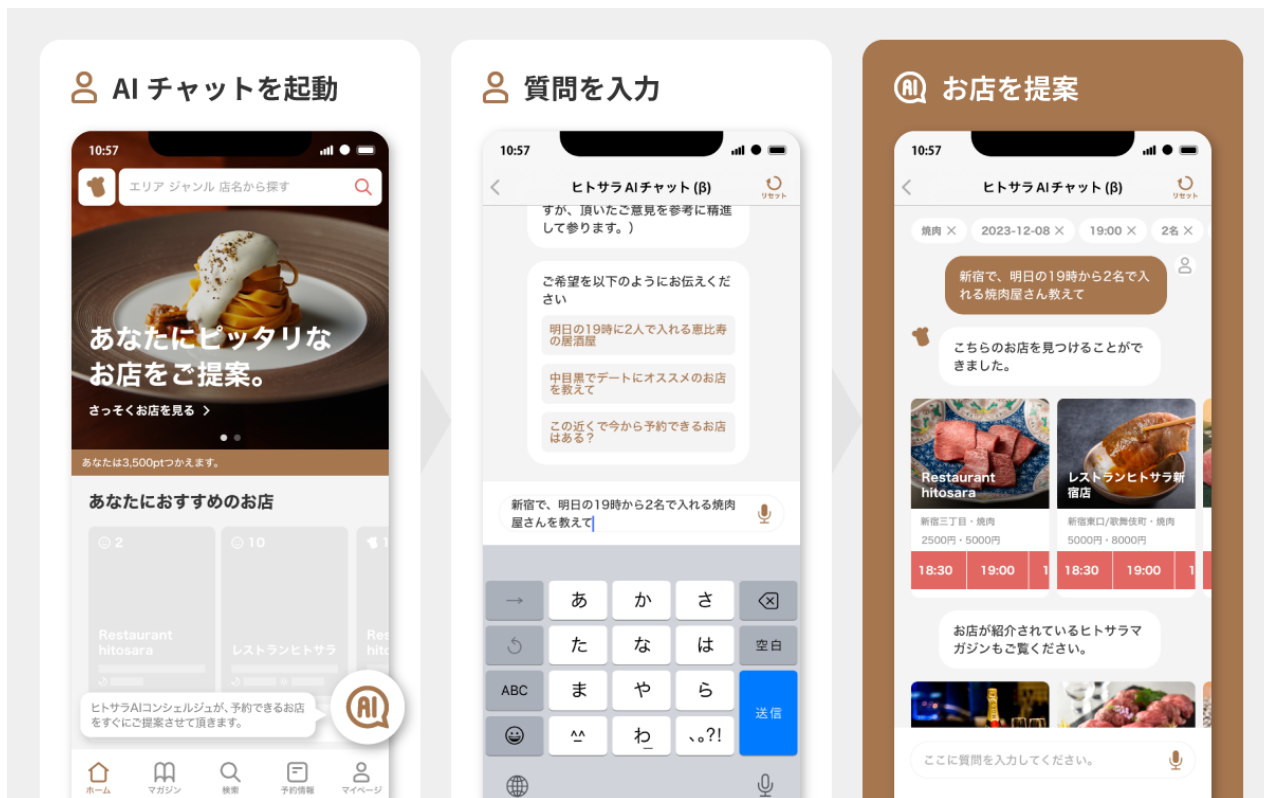 AI チャットを起動
10:57
エリア ジャンル 店名から探す
あなたにピッタリな
お店をご提案。
さっそくお店を見る
あなたは3,500ptつかえます。
あなたにおすすめのお店
2
10
1
Restaurant
hitosara
レストランヒトサラ
Res
hito
ヒトサラAIコンシェルジュが、予約できるお店
をすぐにご提案させて頂きます。
AI
ホーム
マガジン
検索
予約情報
マイページ
質問を入力
10:57
ヒトサラAIチャット(β)
リセット
すが、頂いたご意見を参考に精進
して参ります。)
ご希望を以下のようにお伝えくだ
さい
明日の19時に2人で入れる恵比寿
の居酒屋
中目黒でデートにオススメのお店
を教えて
この近くで今から予約できるお店
はある?
新宿で、明日の19時から2名で入れる焼肉
屋さんを教えて
→ あ か さ
た な は 空白
ABC ま や ら
送信
^^ わ 、。?!
AI お店を提案
10:57
ヒトサラAIチャット(β)
リセット
焼肉 × 2023-12-08 × 19:00 × 2名 ×
新宿で、明日の19時から2名で入
れる焼肉屋さん教えて
こちらのお店を見つけることがで
きました。
Restaurant
hitosara
新宿三丁目・焼肉
2500円・5000円
18:30 19:00 1
レストランヒトサラ新
宿店
新宿東口/歌舞伎町・焼肉
5000円・8000円
18:30 19:00 1
お店が紹介されているヒトサラマ
ガジンもご覧ください。
ここに質問を入力してください。